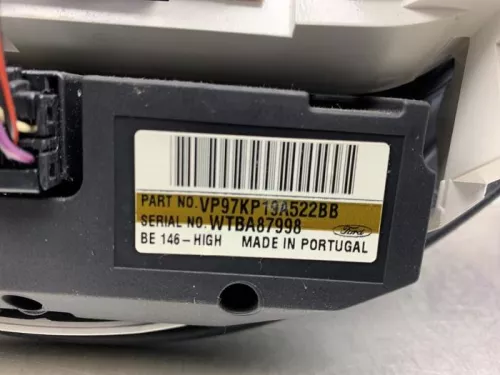 PART NO. VP97KP19A522BB
SERIAL NO. WTBA87998
Ford
BE 146-HIGH MADE IN PORTUGAL